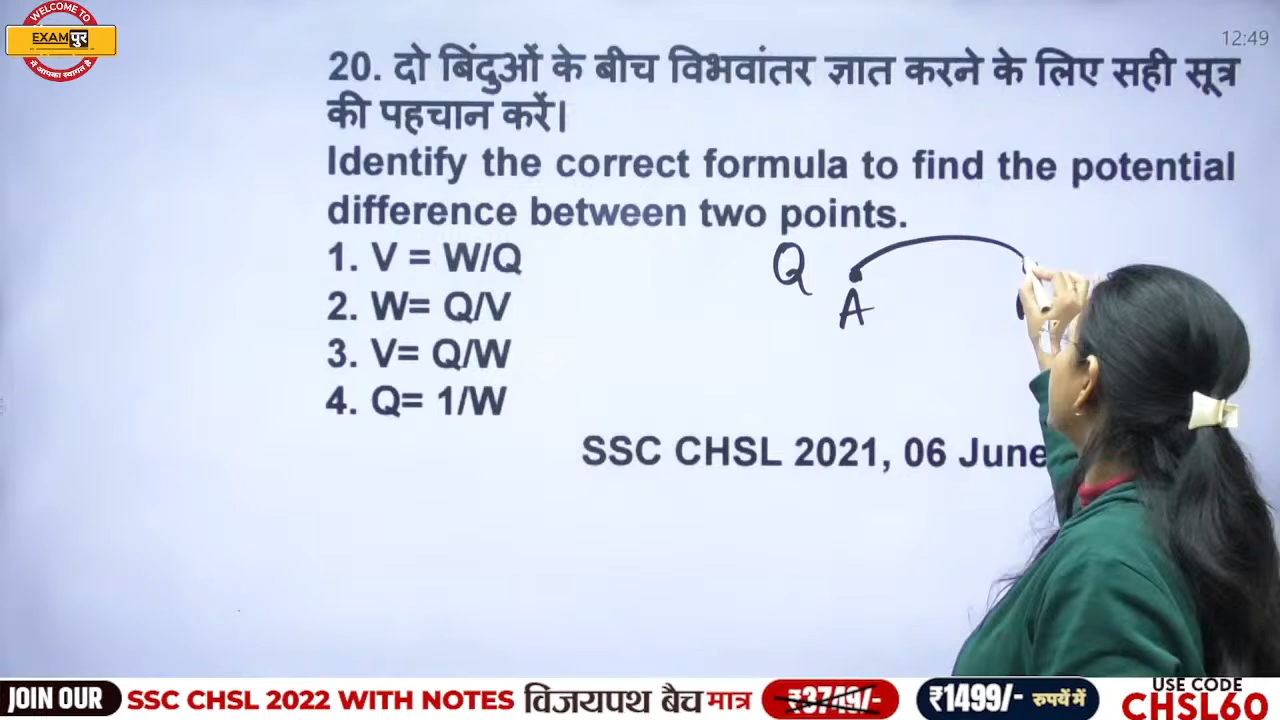 WELCOME TO
EXAMपुर
में आपका स्वागत है
12:49
20. दो बिंदुओं के बीच विभवांतर ज्ञात करने के लिए सही सूत्र
की पहचान करें।
Identify the correct formula to find the potential
difference between two points.
1. V = W/Q
2. W= Q/V
3. V= Q/W
4. Q= 1/W
Q
A
SSC CHSL 2021, 06 June
JOIN OUR SSC CHSL 2022 WITH NOTES विजयपथ बैच मात्र ₹3749/- ₹1499/- रुपयें में
USE CODE
CHSL60